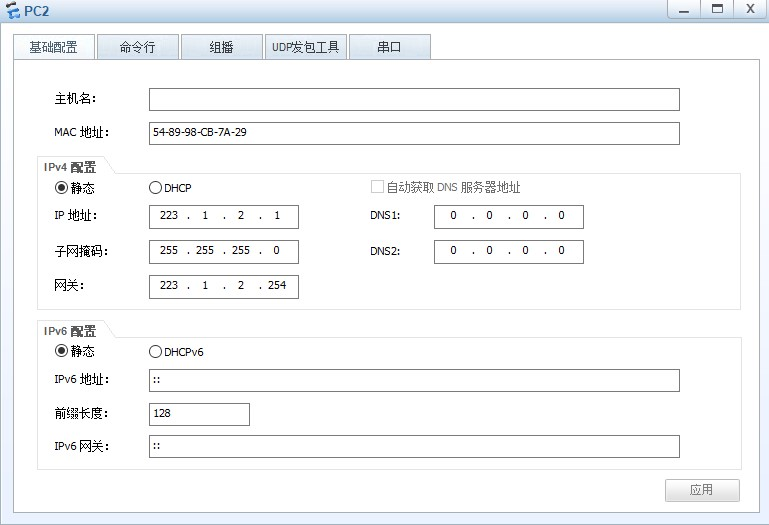 PC2
基础配置 命令行 组播 UDP发包工具 串口
主机名：
MAC 地址： 54-89-98-CB-7A-29
IPv4 配置
静态 DHCP 自动获取 DNS 服务器地址
IP 地址： 223 . 1 . 2 . 1 DNS1: 0 . 0 . 0 . 0
子网掩码： 255 . 255 . 255 . 0 DNS2: 0 . 0 . 0 . 0
网关： 223 . 1 . 2 . 254
IPv6 配置
静态 DHCPv6
IPv6 地址： ::
前缀长度： 128
IPv6 网关： ::
应用